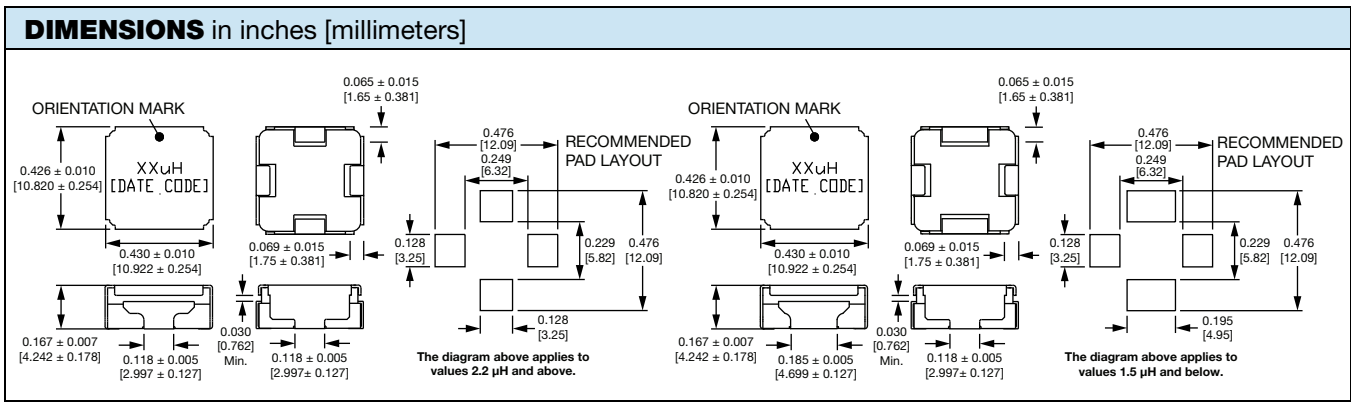 DIMENSIONS in inches [millimeters]
ORIENTATION MARK
0.065 ± 0.015
[1.65 ± 0.381]
0.426 ± 0.010
[10.820 ± 0.254]
XXuH
[DATE CODE]
0.430 ± 0.010
[10.922 ± 0.254]
0.069 ± 0.015
[1.75 ± 0.381]
0.476
[12.09]
0.249
[6.32]
RECOMMENDED
PAD LAYOUT
0.128
[3.25]
0.229
[5.82]
0.476
[12.09]
0.128
[3.25]
0.167 ± 0.007
[4.242 ± 0.178]
0.118 ± 0.005
[2.997 ± 0.127]
0.030
[0.762]
Min.
0.118 ± 0.005
[2.997± 0.127]
The diagram above applies to
values 2.2 µH and above.
ORIENTATION MARK
0.065 ± 0.015
[1.65 ± 0.381]
0.426 ± 0.010
[10.820 ± 0.254]
XXuH
[DATE CODE]
0.430 ± 0.010
[10.922 ± 0.254]
0.069 ± 0.015
[1.75 ± 0.381]
0.476
[12.09]
0.249
[6.32]
RECOMMENDED
PAD LAYOUT
0.128
[3.25]
0.229
[5.82]
0.476
[12.09]
0.195
[4.95]
0.167 ± 0.007
[4.242 ± 0.178]
0.185 ± 0.005
[4.699 ± 0.127]
0.030
[0.762]
Min.
0.118 ± 0.005
[2.997± 0.127]
The diagram above applies to
values 1.5 µH and below.